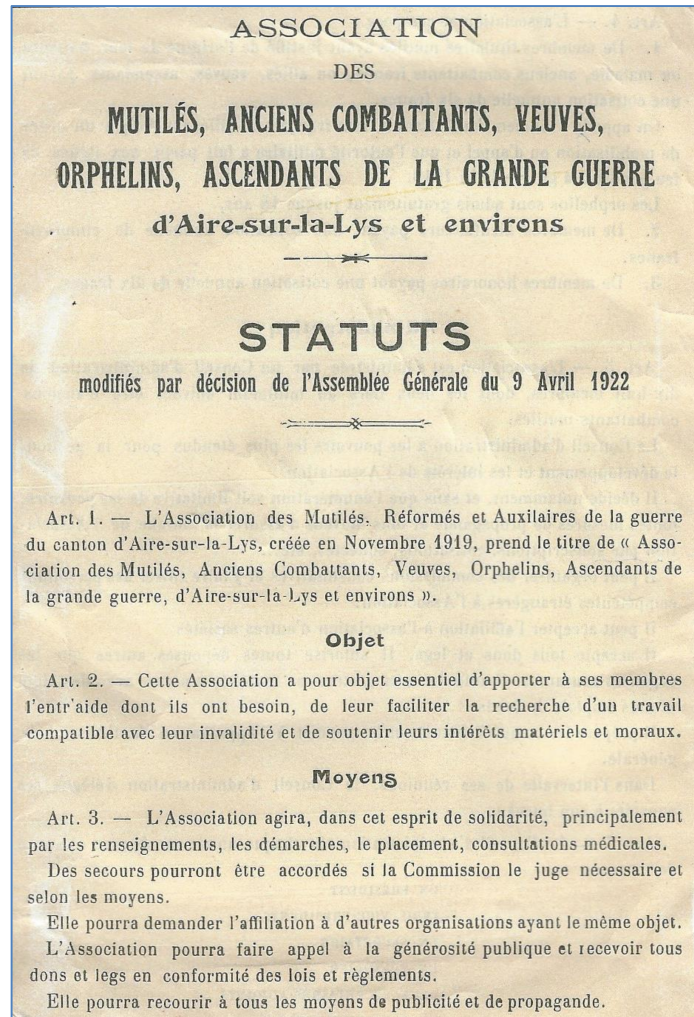 ASSOCIATION
DES
MUTILÉS, ANCIENS COMBATTANTS, VEUVES,
ORPHELINS, ASCENDANTS DE LA GRANDE GUERRE
d'Aire-sur-la-Lys et environs
STATUTS
modifiés par décision de l'Assemblée Générale du 9 Avril 1922
Art. 1. — L'Association des Mutilés. Réformés et Auxilaires de la guerre
du canton d'Aire-sur-la-Lys, créée en Novembre 1919, prend le titre de « Asso-
ciation des Mutilés, Anciens Combattants, Veuves, Orphelins, Ascendants de
la grande guerre, d'Aire-sur-la-Lys et environs ».
Objet
Art. 2. — Cette Association a pour objet essentiel d'apporter à ses membres
l'entr'aide dont ils ont besoin, de leur faciliter la recherche d'un travail
compatible avec leur invalidité et de soutenir leurs intérêts matériels et moraux.
Moyens
Art. 3. — L'Association agira, dans cet esprit de solidarité, principalement
par les renseignements, les démarches, le placement, consultations médicales.
Des secours pourront être accordés si la Commission le juge nécessaire et
selon les moyens.
Elle pourra demander l'affiliation à d'autres organisations ayant le même objet.
L'Association pourra faire appel à la générosité publique et recevoir tous
dons et legs en conformité des lois et règlements.
Elle pourra recourir à tous les moyens de publicité et de propagande.